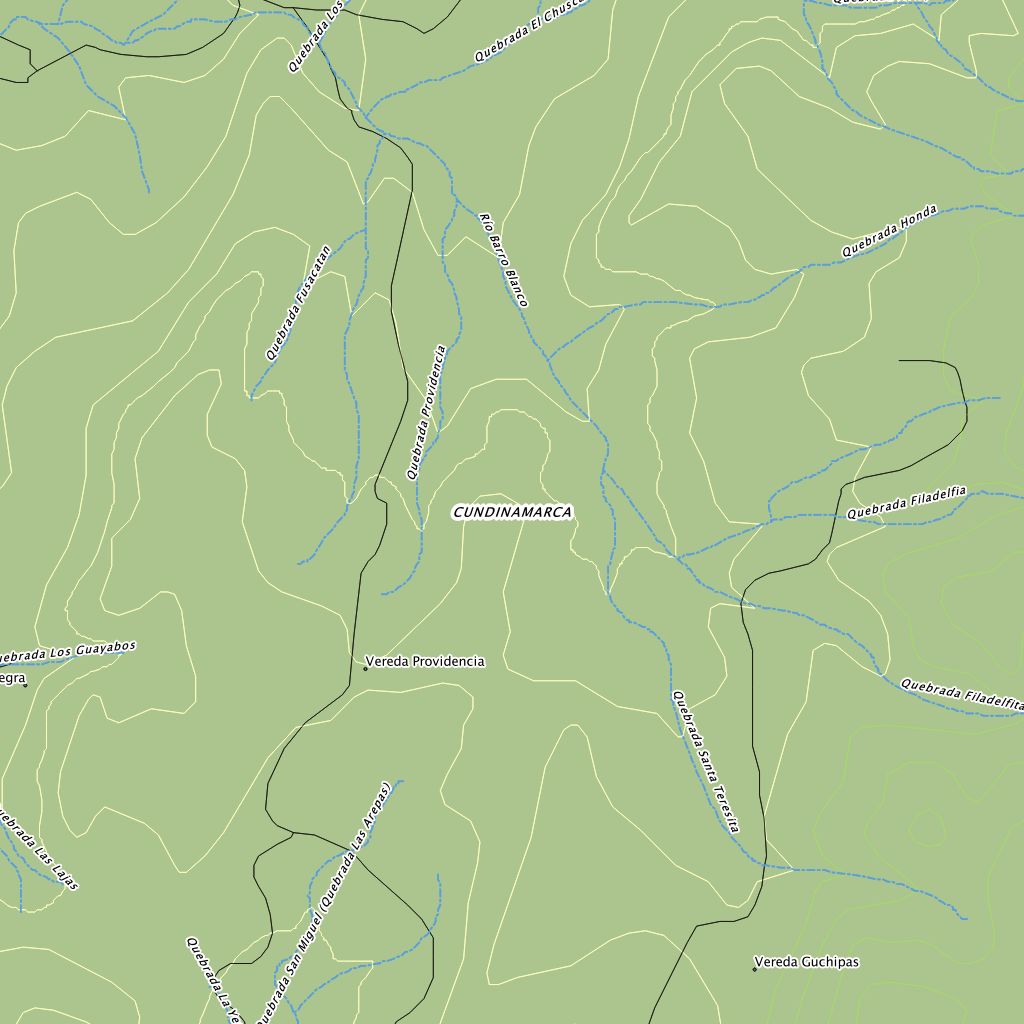 Quebrada Los
Quebrada El Chusco
Río Barro Blanco
Quebrada Honda
Quebrada Fusacatan
Quebrada Providencia
CUNDINAMARCA
Quebrada Filadelfia
uebrada Los Guayabos
Vereda Providencia
egra
Quebrada Filadelfita
Quebrada Santa Teresita
uebrada Las Lajas
Quebrada San Miguel (Quebrada Las Arepas)
Quebrada La Ye
Vereda Guchipas